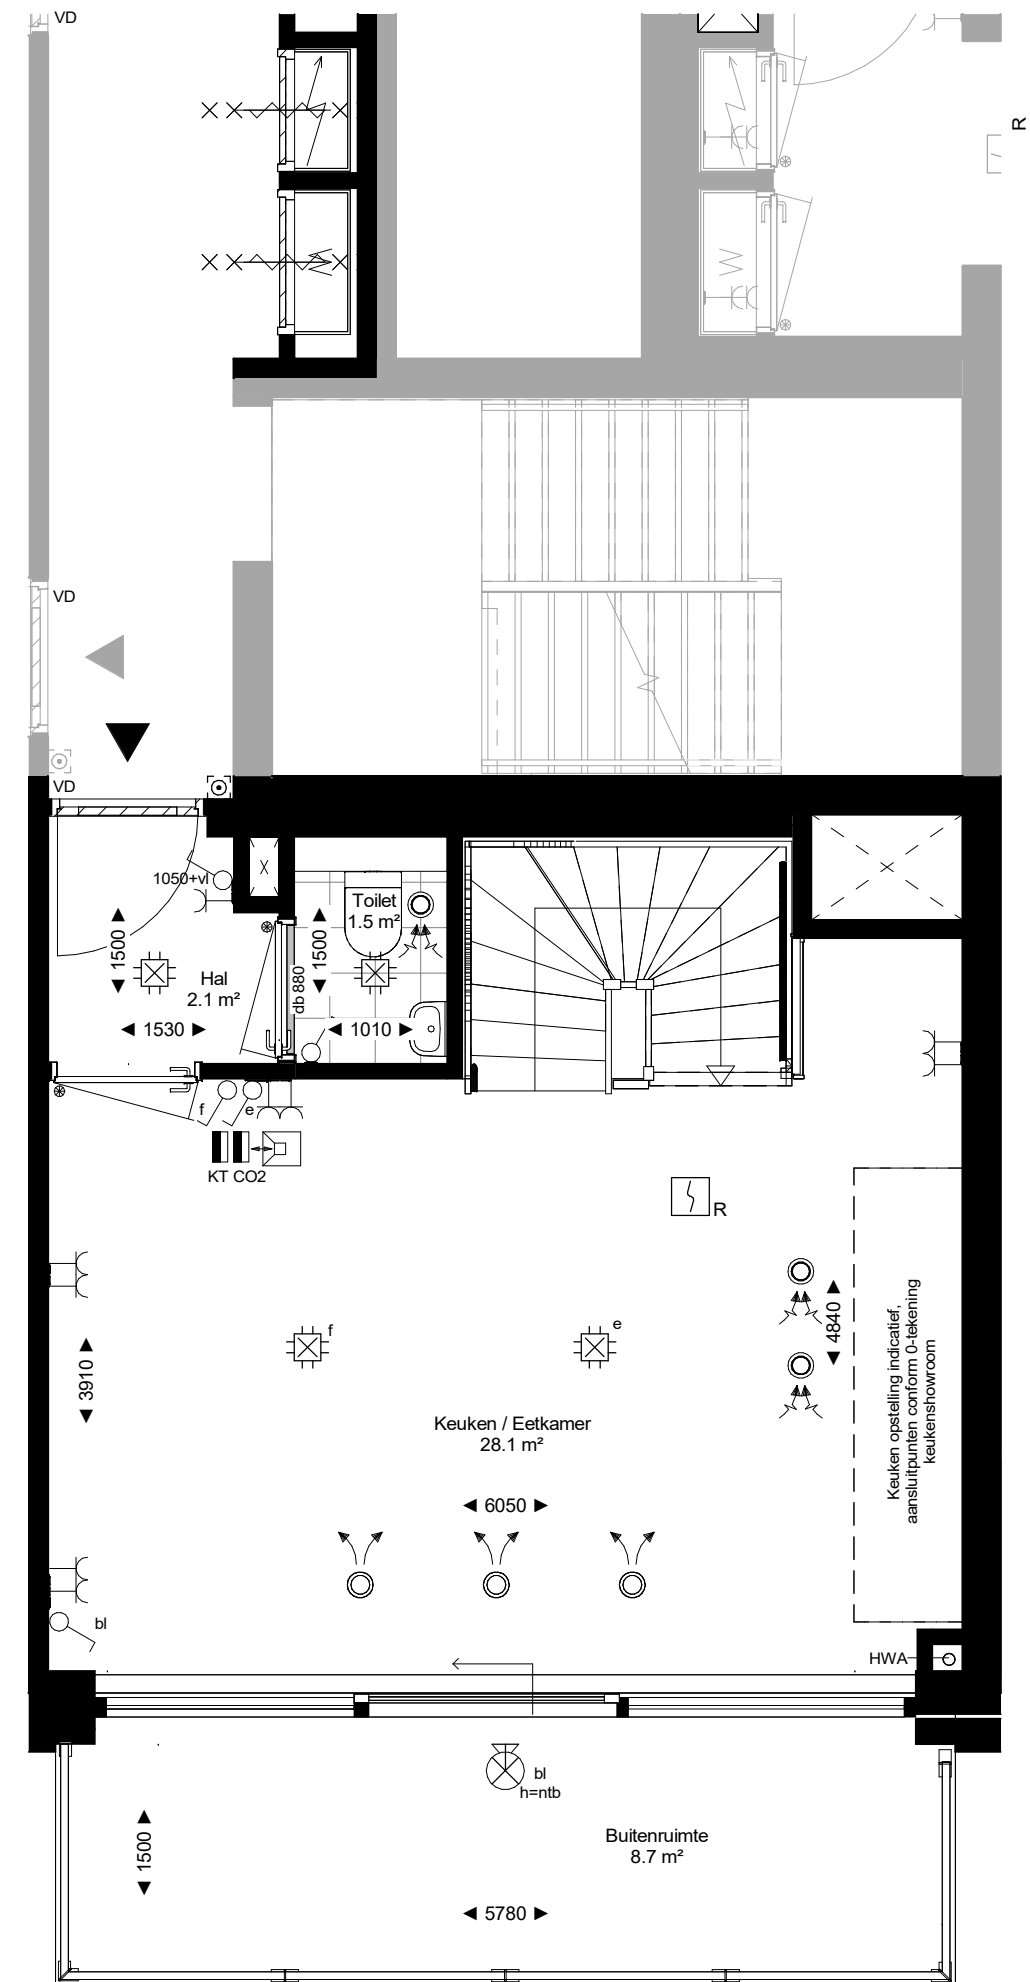 VD
R
VD
VD
1050+vl
Toilet
1.5 m²
1500
1500
db 880
Hal
2.1 m²
1530
1010
f
e
KT CO2
R
f
e
4840
3910
Keuken opstelling indicatief,
aansluitpunten conform 0-tekening
keukenshowroom
Keuken / Eetkamer
28.1 m²
6050
bl
HWA
bl
h=ntb
1500
Buitenruimte
8.7 m²
5780